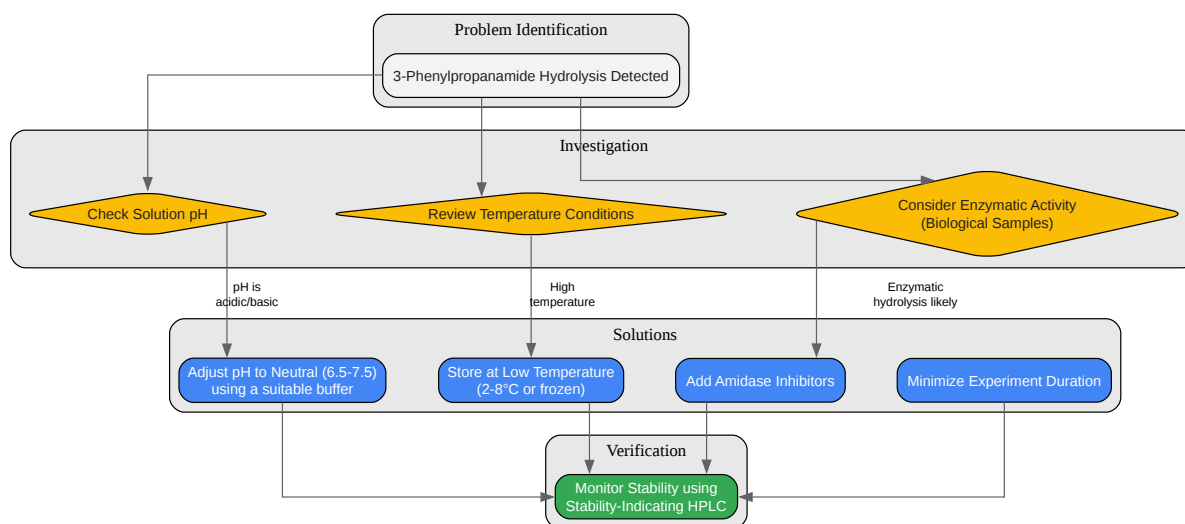 Problem Identification
3-Phenylpropanamide Hydrolysis Detected
Investigation
Check Solution pH
Review Temperature Conditions
Consider Enzymatic Activity
(Biological Samples)
pH is
acidic/basic
High
temperature
Enzymatic
hydrolysis likely
Solutions
Adjust pH to Neutral (6.5-7.5)
using a suitable buffer
Store at Low Temperature
(2-8°C or frozen)
Add Amidase Inhibitors
Minimize Experiment Duration
Verification
Monitor Stability using
Stability-Indicating HPLC